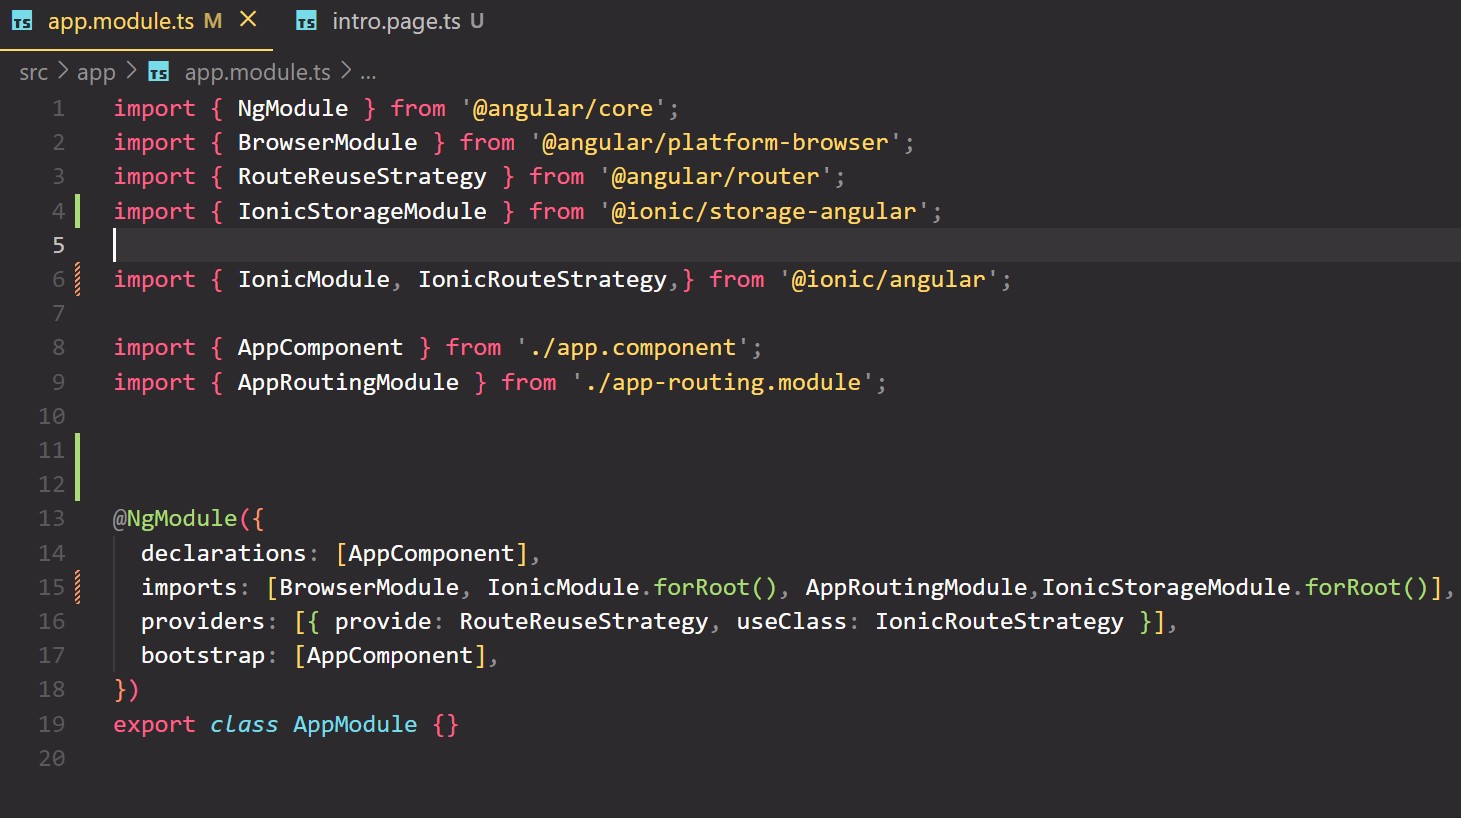 TS app.module.ts M × TS intro.page.ts U
src > app > TS app.module.ts > ...
1 import { NgModule } from '@angular/core';
2 import { BrowserModule } from '@angular/platform-browser';
3 import { RouteReuseStrategy } from '@angular/router';
4 import { IonicStorageModule } from '@ionic/storage-angular';
5
6 import { IonicModule, IonicRouteStrategy,} from '@ionic/angular';
7
8 import { AppComponent } from './app.component';
9 import { AppRoutingModule } from './app-routing.module';
10
11
12
13 @NgModule({
14   declarations: [AppComponent],
15   imports: [BrowserModule, IonicModule.forRoot(), AppRoutingModule,IonicStorageModule.forRoot()],
16   providers: [{ provide: RouteReuseStrategy, useClass: IonicRouteStrategy }],
17   bootstrap: [AppComponent],
18 })
19 export class AppModule {}
20